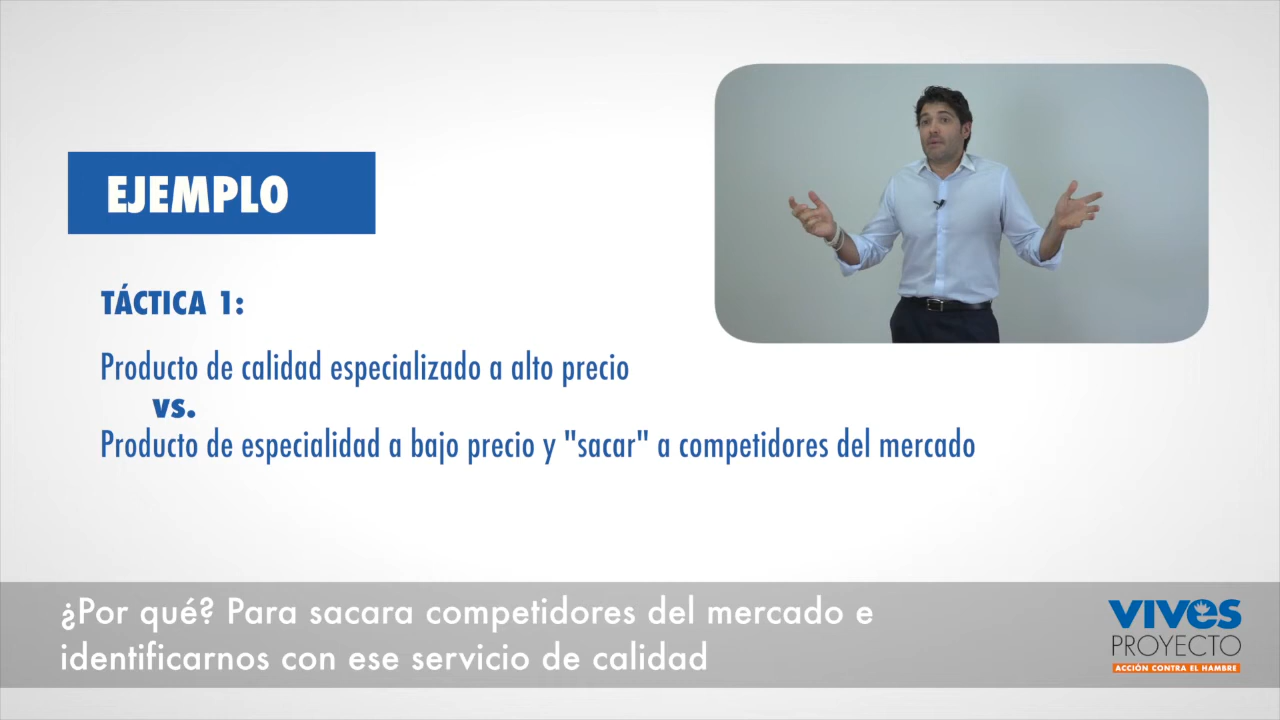 EJEMPLO
TÁCTICA 1:
Producto de calidad especializado a alto precio
vs.
Producto de especialidad a bajo precio y "sacar" a competidores del mercado
¿Por qué? Para sacara competidores del mercado e
identificarnos con ese servicio de calidad
VIVES
PROYECTO
ACCIÓN CONTRA EL HAMBRE